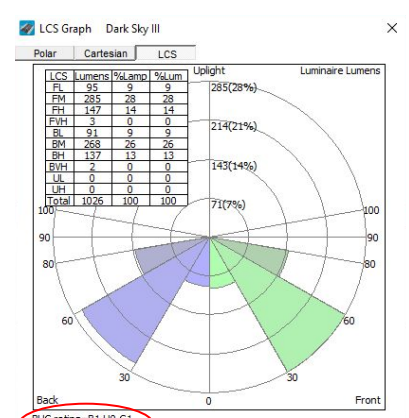 LCS Graph Dark Sky III
Polar Cartesian LCS
Uplight Luminaire Lumens
LCS Lumens %Lamp %Lum
FL 95 9 9
FM 285 28 28
FH 147 14 14
FVH 3 0 0
BL 91 9 9
BM 268 26 26
BH 137 13 13
BVH 2 0 0
UL 0 0 0
UH 0 0 0
Total 1026 100 100
285(28%)
214(21%)
143(14%)
71(7%)
100 100
90 90
80 80
60 60
30 30
Back 0 Front
BUG rating B1 U0 G1